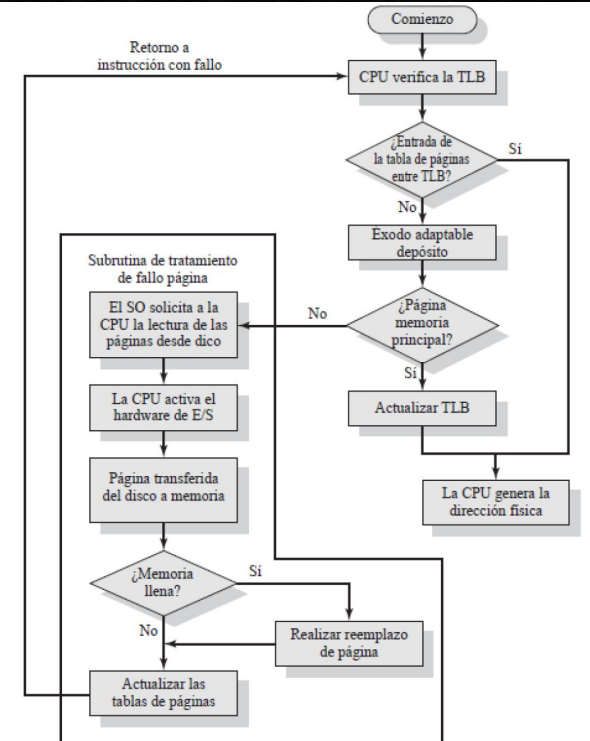 Comienzo
Retorno a
instrucción con fallo
CPU verifica la TLB
¿Entrada de
la tabla de páginas
entre TLB?
Sí
No
Exodo adaptable
depósito
Subrutina de tratamiento
de fallo página
El SO solicita a la
CPU la lectura de las
páginas desde dico
No
¿Página
memoria
principal?
Sí
La CPU activa el
hardware de E/S
Actualizar TLB
Página transferida
del disco a memoria
La CPU genera la
dirección física
¿Memoria
llena?
Sí
No
Realizar reemplazo
de página
Actualizar las
tablas de páginas